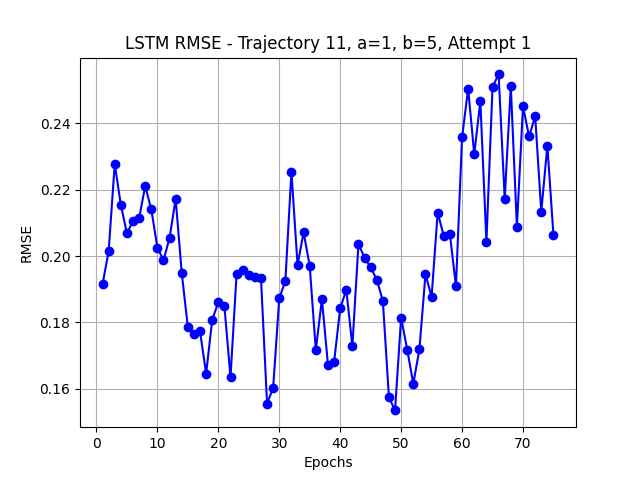 LSTM RMSE - Trajectory 11, a=1, b=5, Attempt 1
0.24
0.22
0.20
0.18
0.16
RMSE
0 10 20 30 40 50 60 70
Epochs